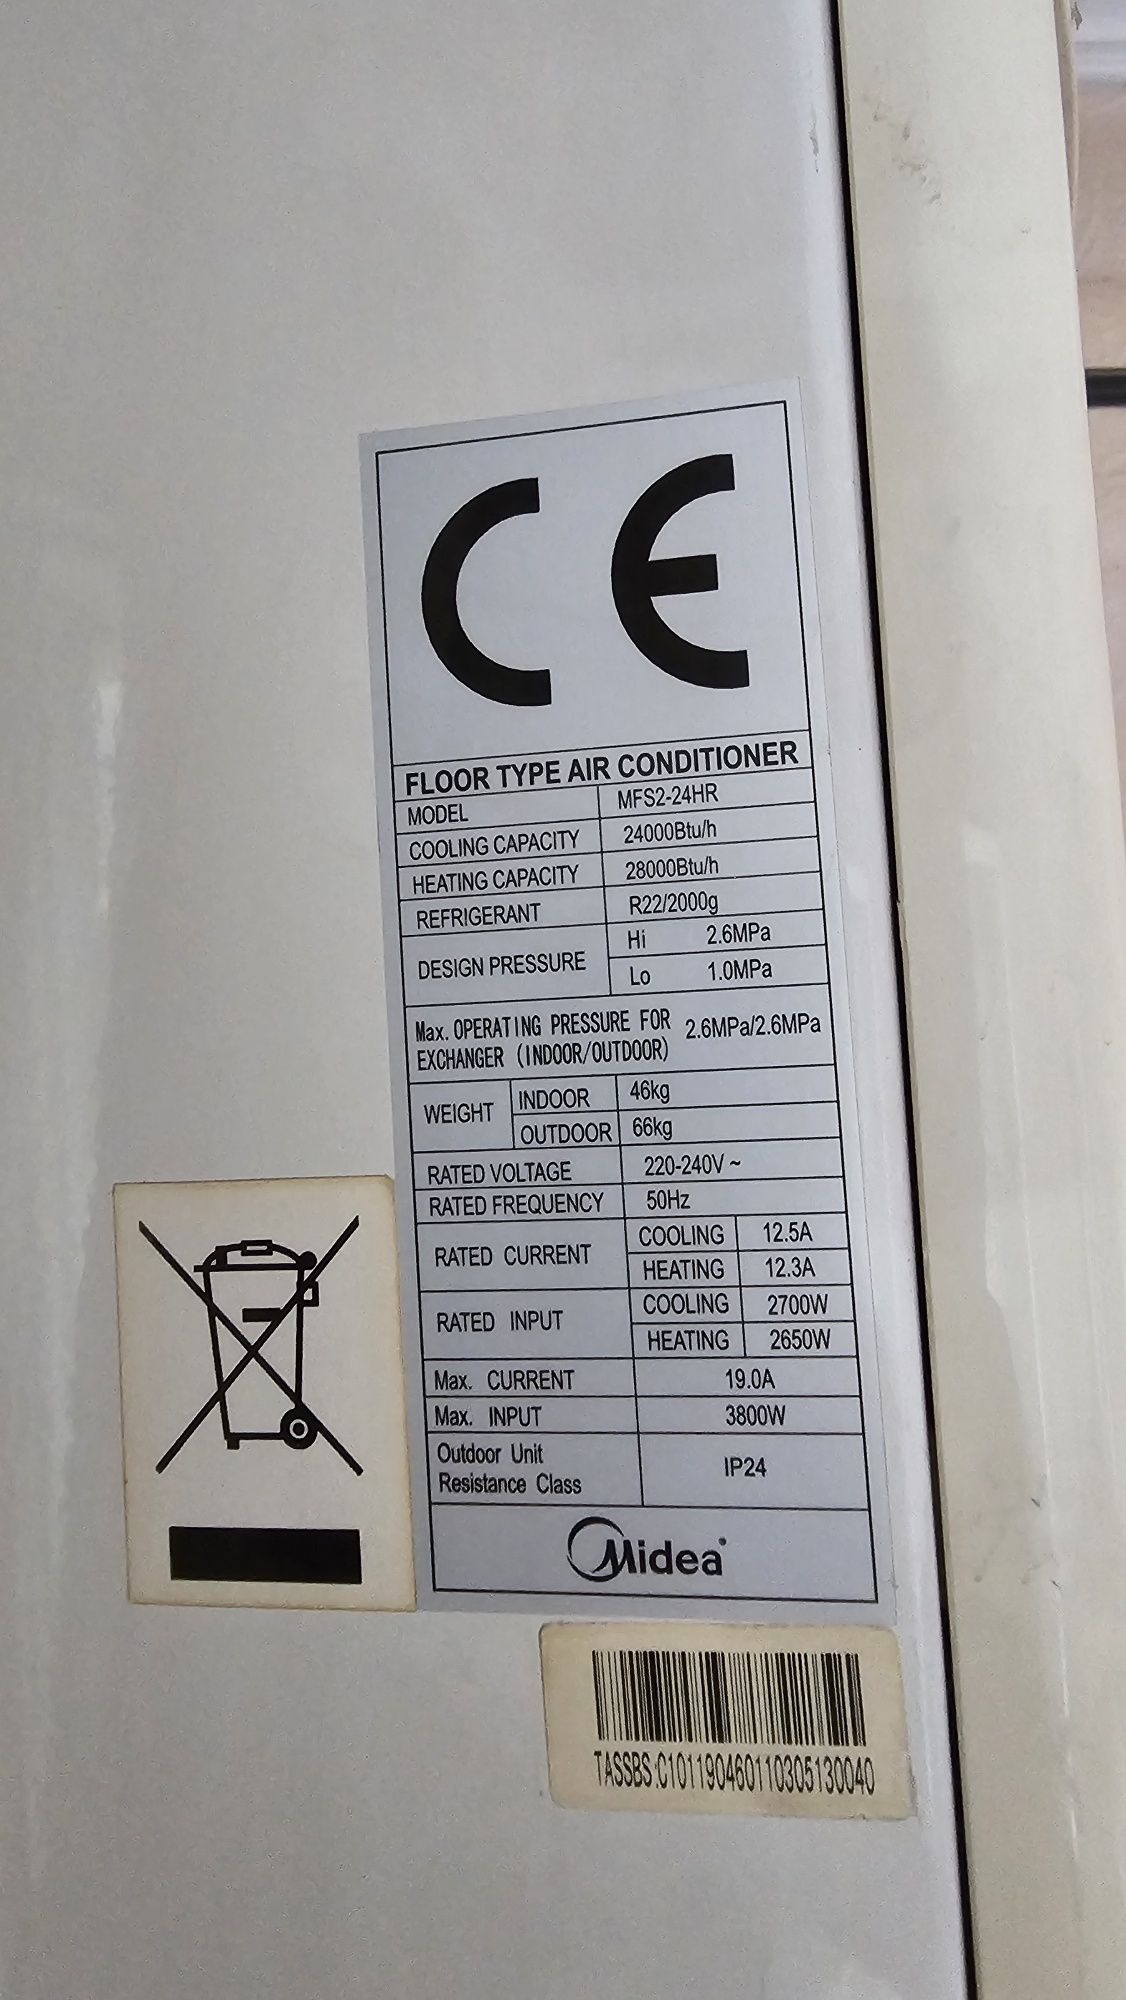 CE
FLOOR TYPE AIR CONDITIONER
MODEL MFS2-24HR
COOLING CAPACITY 24000Btu/h
HEATING CAPACITY 28000Btu/h
REFRIGERANT R22/2000g
DESIGN PRESSURE Hi 2.6MPa
Lo 1.0MPa
Max. OPERATING PRESSURE FOR EXCHANGER (INDOOR/OUTDOOR) 2.6MPa/2.6MPa
WEIGHT INDOOR 46kg
OUTDOOR 66kg
RATED VOLTAGE 220-240V ~
RATED FREQUENCY 50Hz
RATED CURRENT COOLING 12.5A
HEATING 12.3A
RATED INPUT COOLING 2700W
HEATING 2650W
Max. CURRENT 19.0A
Max. INPUT 3800W
Outdoor Unit Resistance Class IP24
Midea
TASSBS:C101190460110305130040